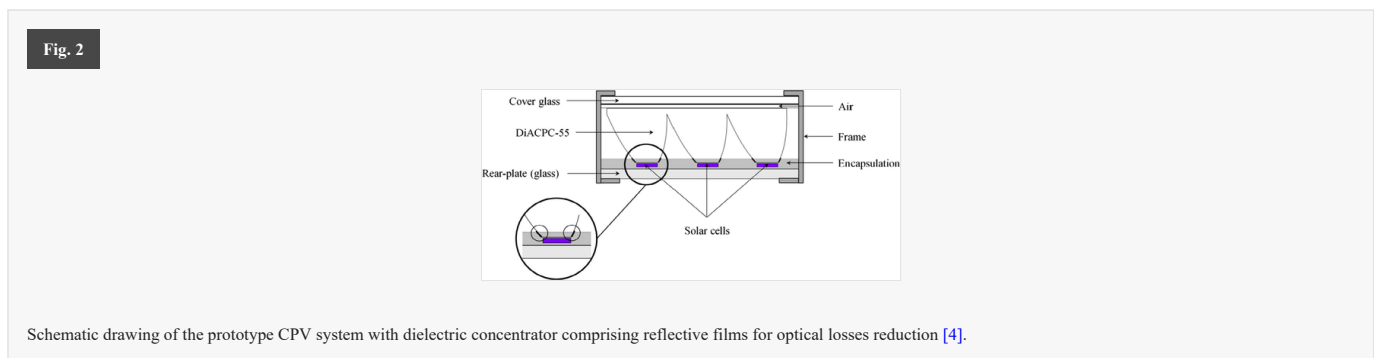 Fig. 2
Cover glass
Air
DiACPC-55
Frame
Encapsulation
Rear-plate (glass)
Solar cells
Schematic drawing of the prototype CPV system with dielectric concentrator comprising reflective films for optical losses reduction [4].